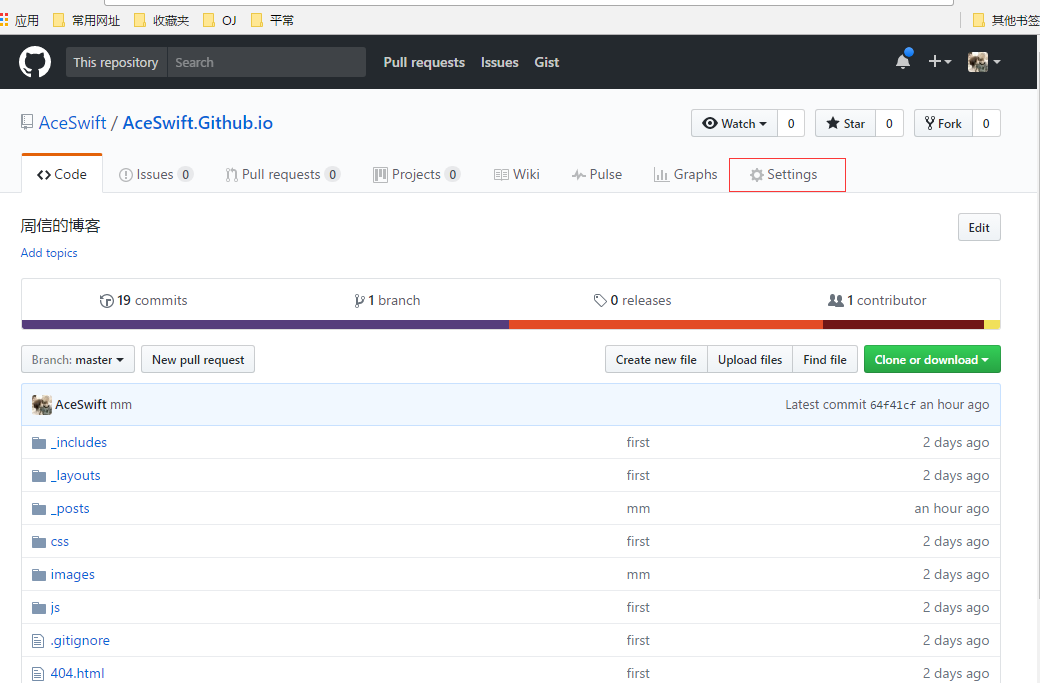 应用 常用网址 收藏夹 OJ 平常 其他书签
This repository Search Pull requests Issues Gist
AceSwift / AceSwift.Github.io Watch 0 Star 0 Fork 0
Code Issues 0 Pull requests 0 Projects 0 Wiki Pulse Graphs Settings
周信的博客 Edit
Add topics
19 commits 1 branch 0 releases 1 contributor
Branch: master New pull request Create new file Upload files Find file Clone or download
AceSwift mm Latest commit 64f41cf an hour ago
_includes first 2 days ago
_layouts first 2 days ago
_posts mm an hour ago
css first 2 days ago
images mm 2 days ago
js first 2 days ago
.gitignore first 2 days ago
404.html first 2 days ago